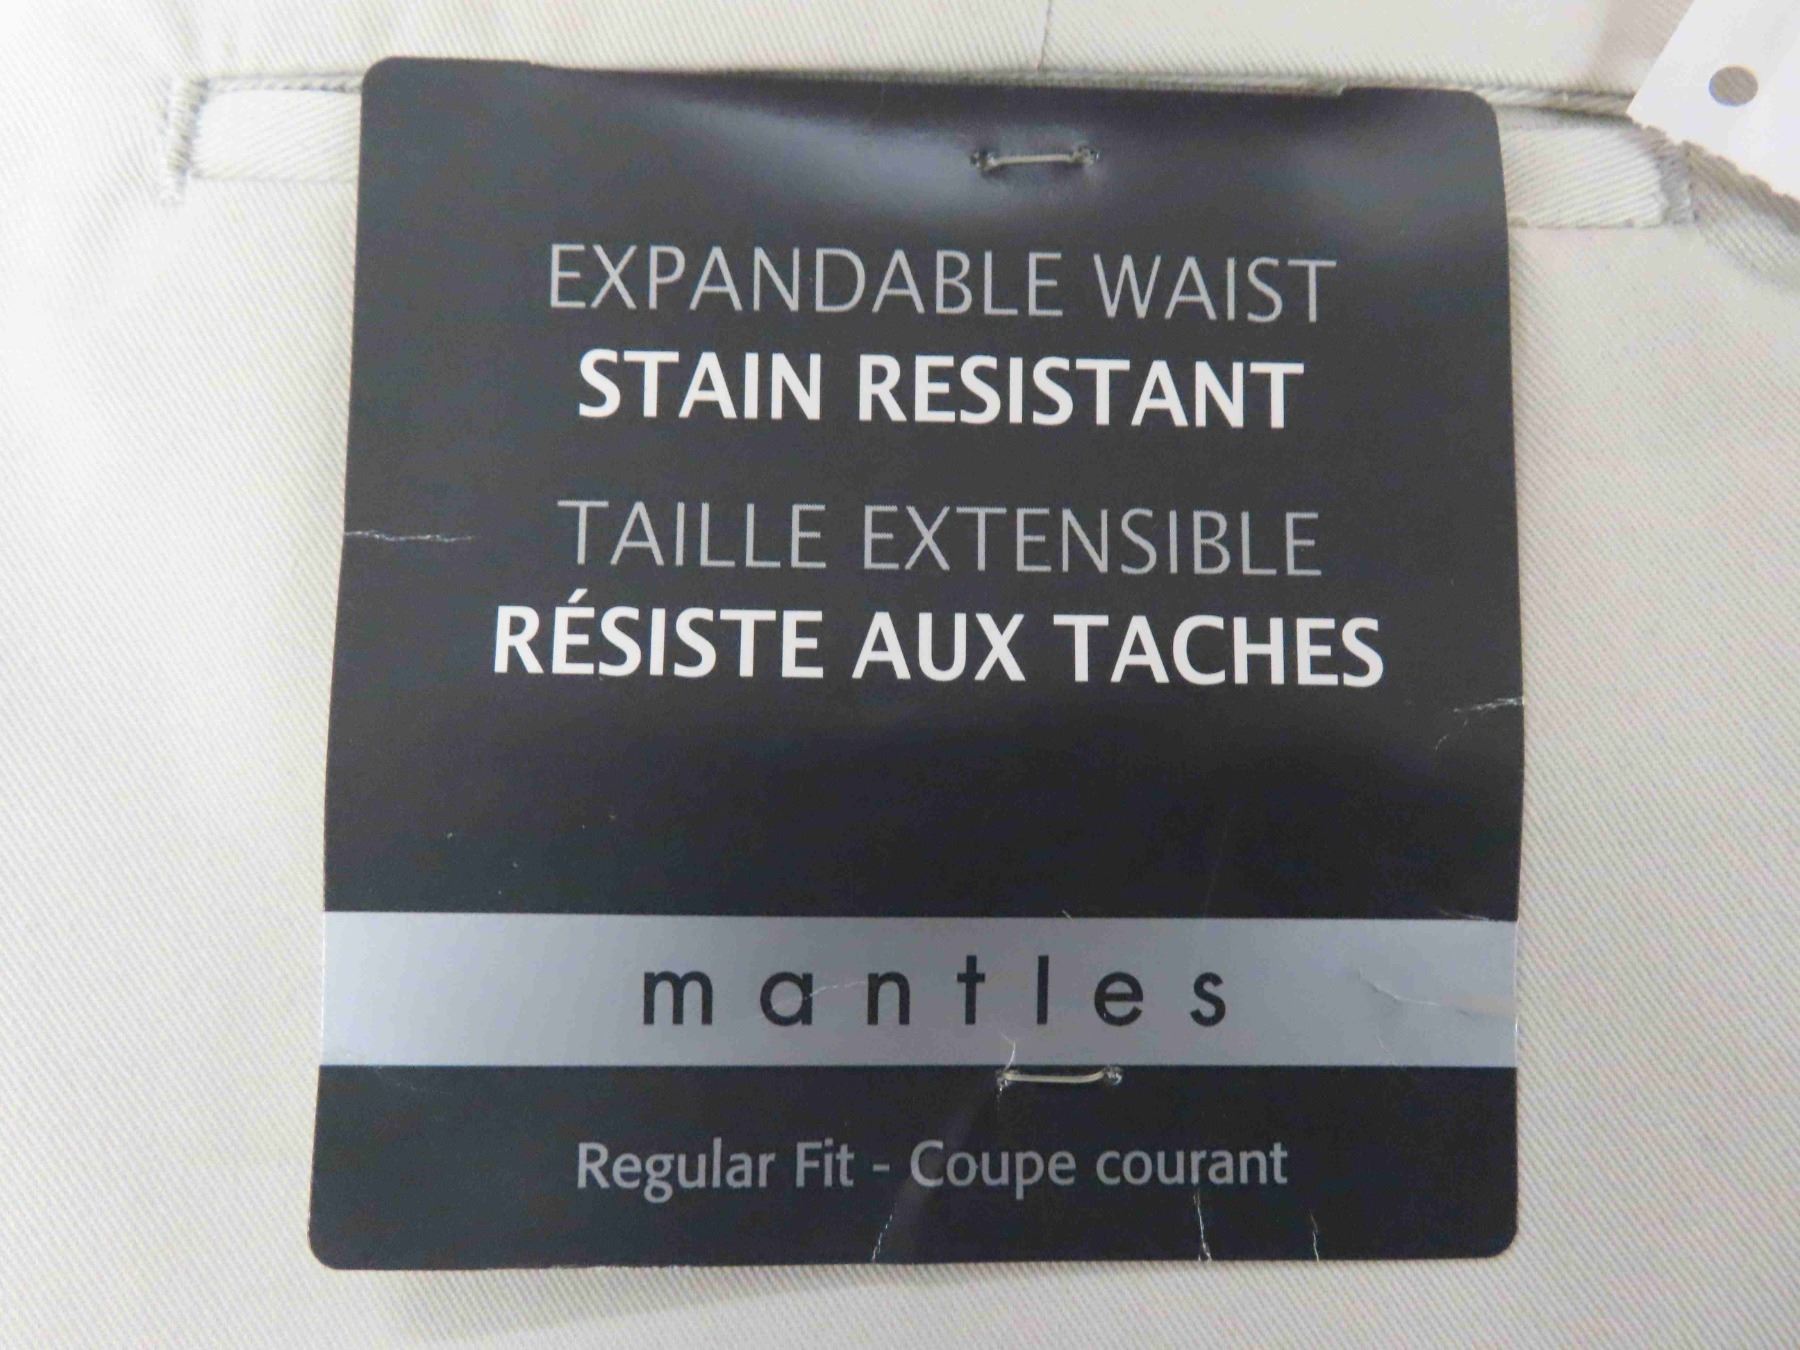 EXPANDABLE WAIST
STAIN RESISTANT
TAILLE EXTENSIBLE
RÉSISTE AUX TACHES
mantles
Regular Fit - Coupe courant